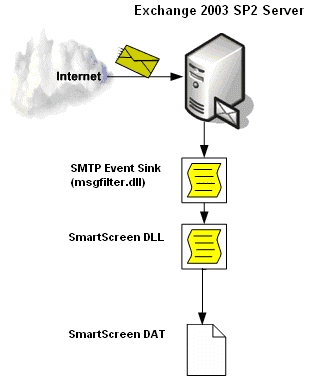 Exchange 2003 SP2 Server
Internet
SMTP Event Sink
(msgfilter.dll)
SmartScreen DLL
SmartScreen DAT